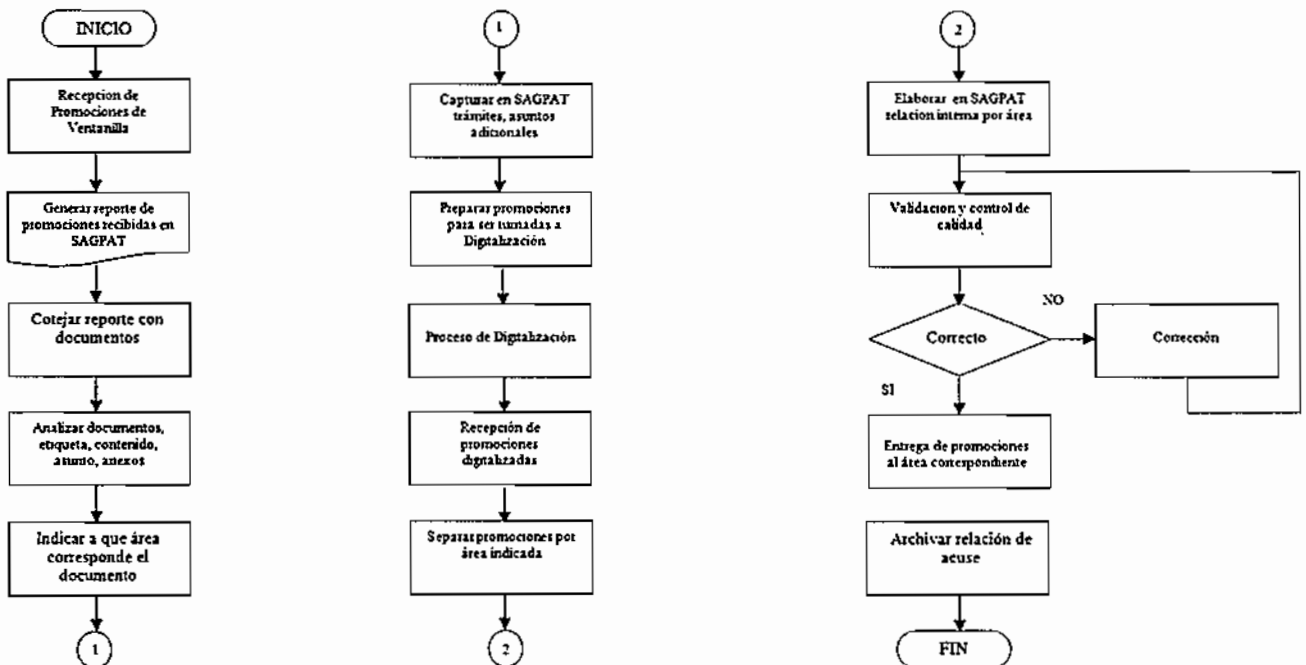 INICIO
Recepcion de
Promociones de
Ventanilla
Generar reporte de
promociones recibidas en
SAGPAT
Cotejar reporte con
documentos
Analizar documentos,
etiqueta, contenido,
asunto, anexos
Indicar a que área
corresponde el
documento
1
1
Capturar en SAGPAT
trámites, asuntos
adicionales
Preparar promociones
para ser turnadas a
Digitalización
Proceso de Digitalización
Recepción de
promociones
digitalizadas
Separar promociones por
área indicada
2
2
Elaborar en SAGPAT
relacion interna por área
Validacion y control de
calidad
Correcto
NO
Corrección
SI
Entrega de promociones
al área correspondiente
Archivar relación de
acuse
FIN